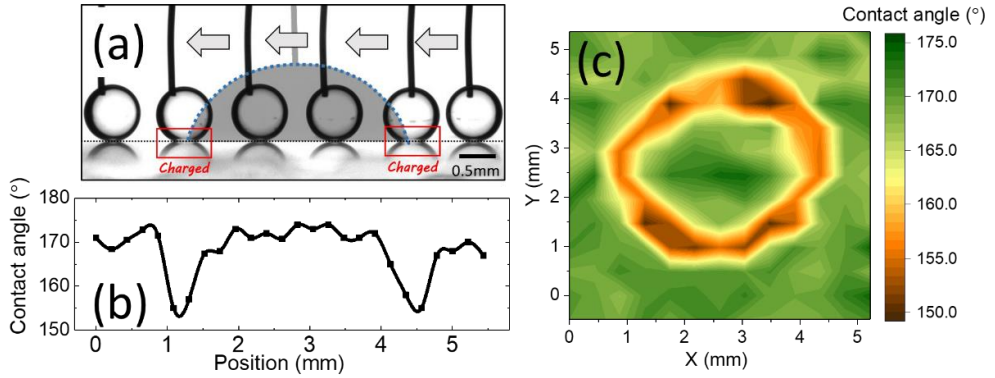 (a)
Charged
Charged
0.5mm
180
170
160
150
Contact angle (°)
(b)
0
1
2
3
4
5
Position (mm)
(c)
5
4
3
2
1
0
Y (mm)
0
1
2
3
4
5
X (mm)
Contact angle (°)
175.0
170.0
165.0
160.0
155.0
150.0